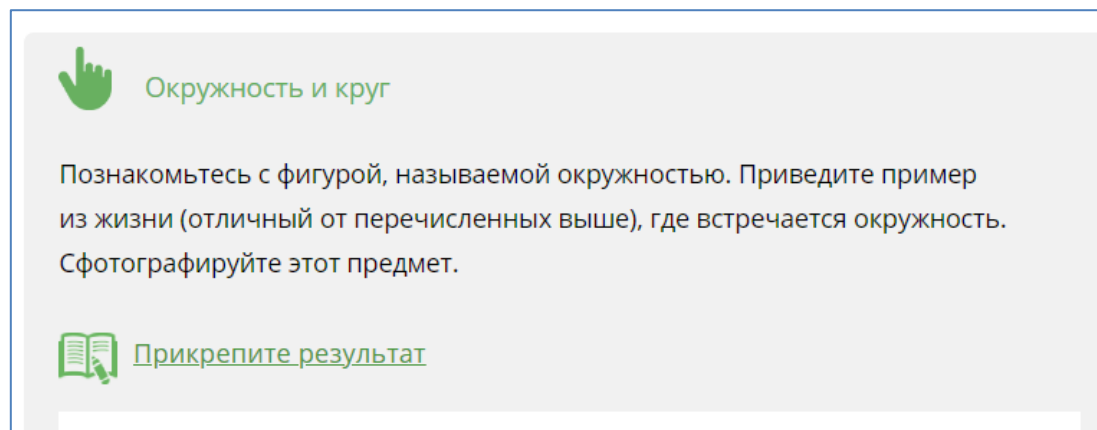 Окружность и круг
Познакомьтесь с фигурой, называемой окружностью. Приведите пример
из жизни (отличный от перечисленных выше), где встречается окружность.
Сфотографируйте этот предмет.
Прикрепите результат